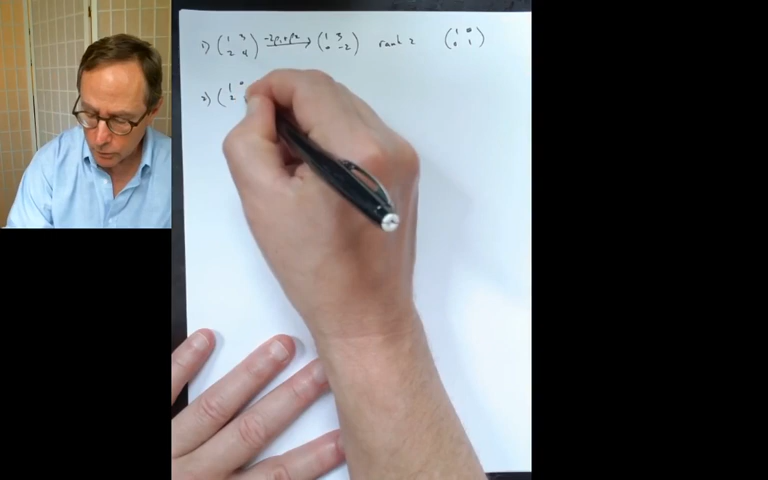 1) ( 1 3 ; 2 4 ) -2ρ₁+ρ₂ → ( 1 3 ; 0 -2 ) rank 2 ( 1 0 ; 0 1 )
2) ( 1 0 ; 2